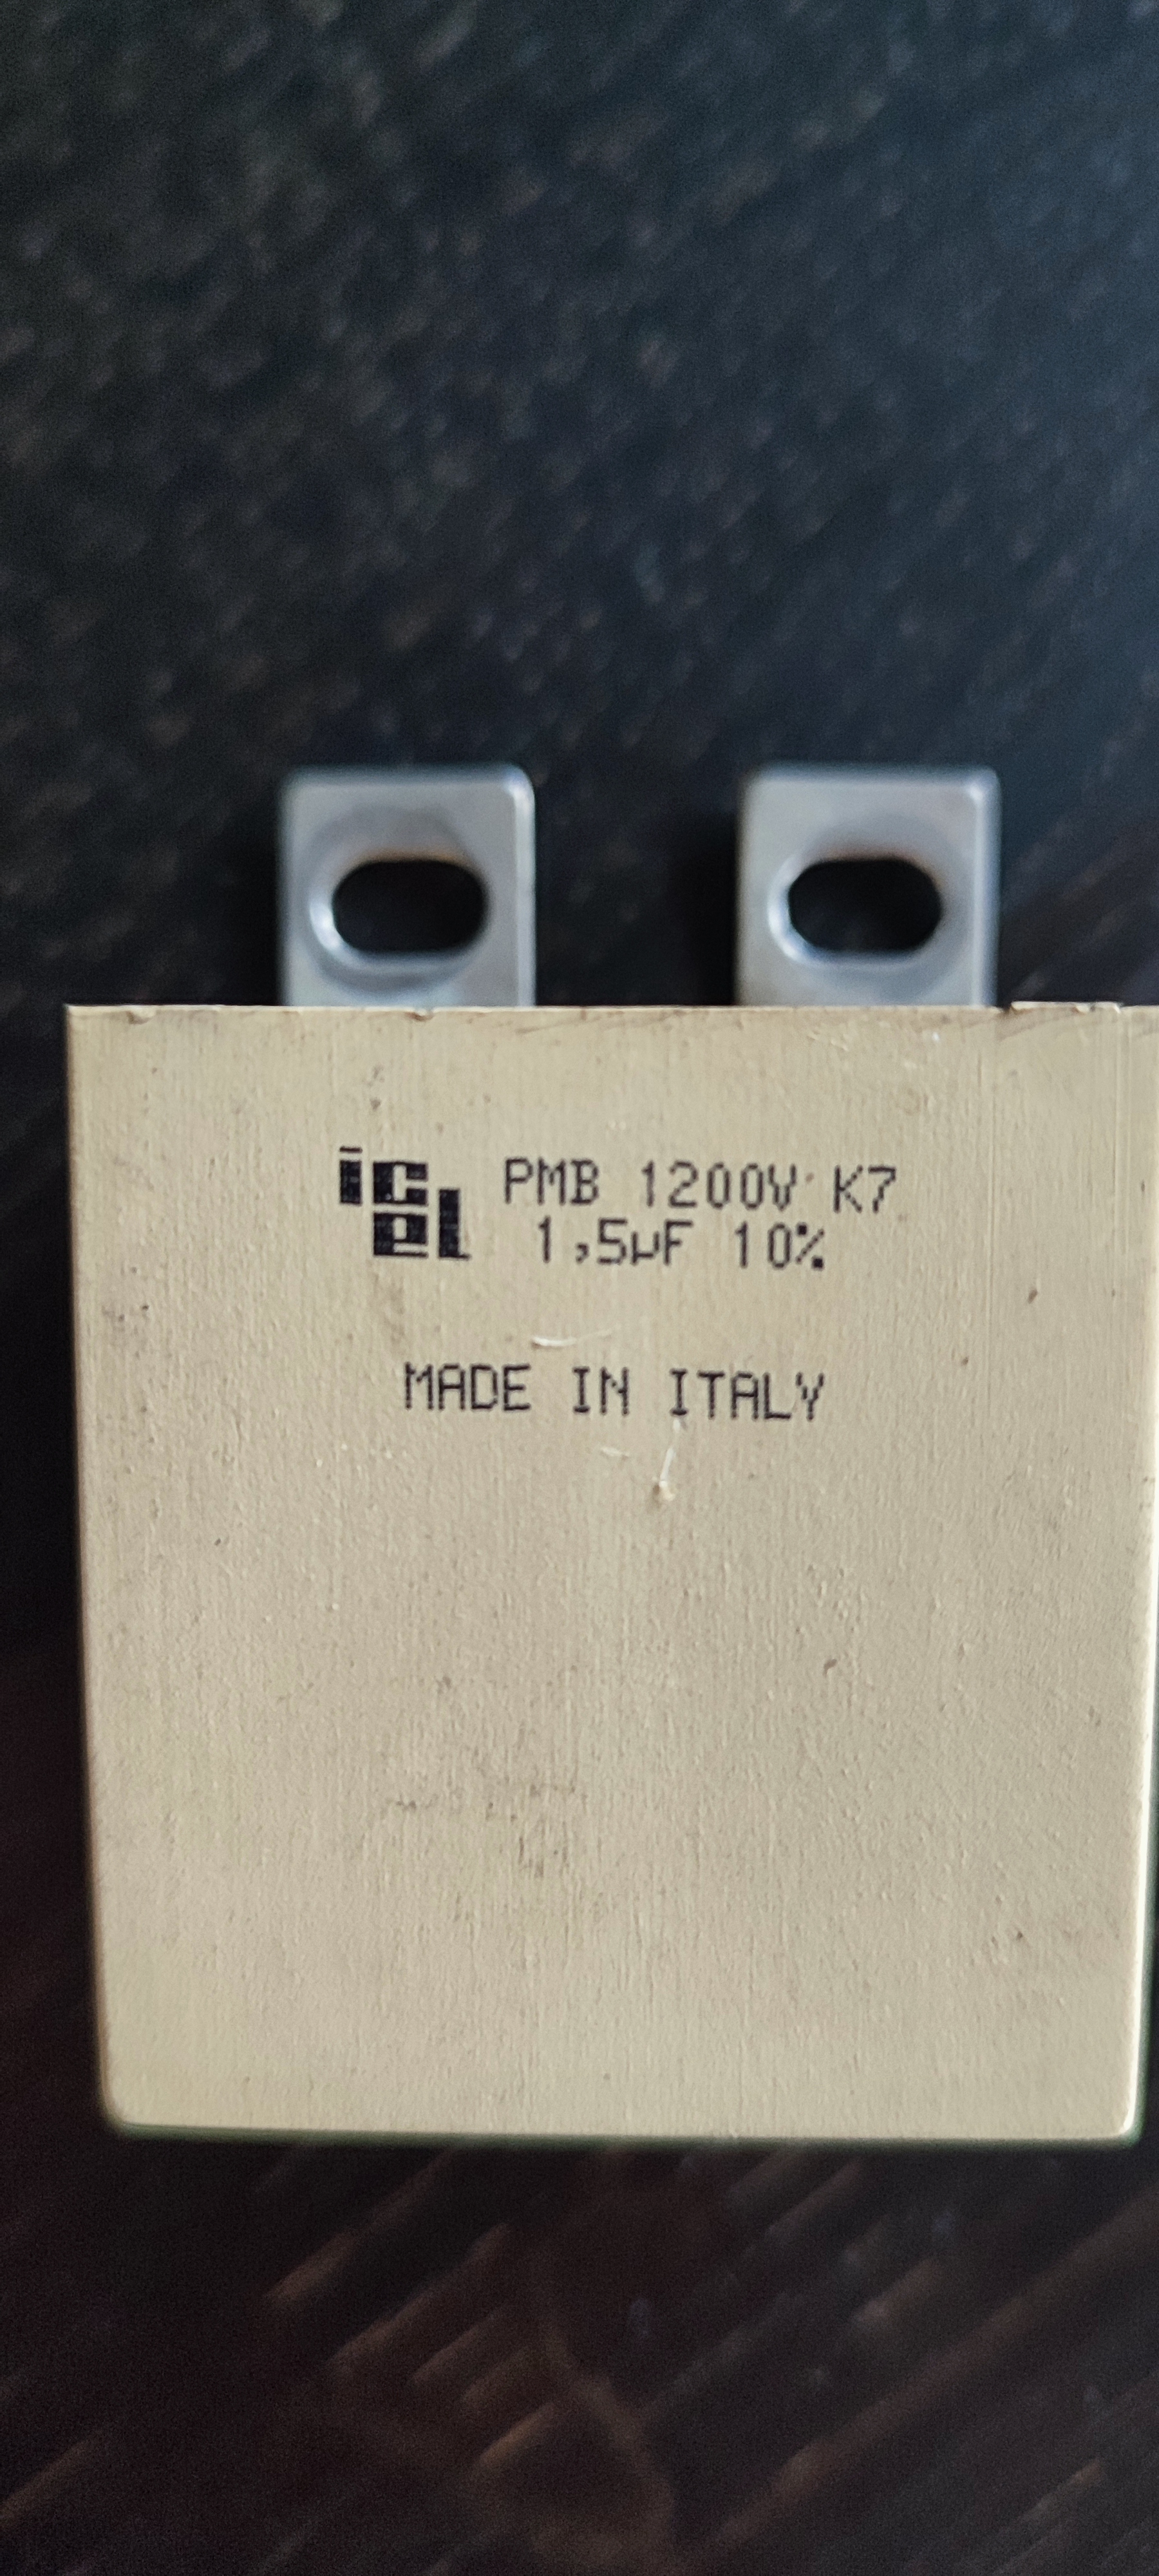 icel PMB 1200V K7
1,5µF 10%
MADE IN ITALY